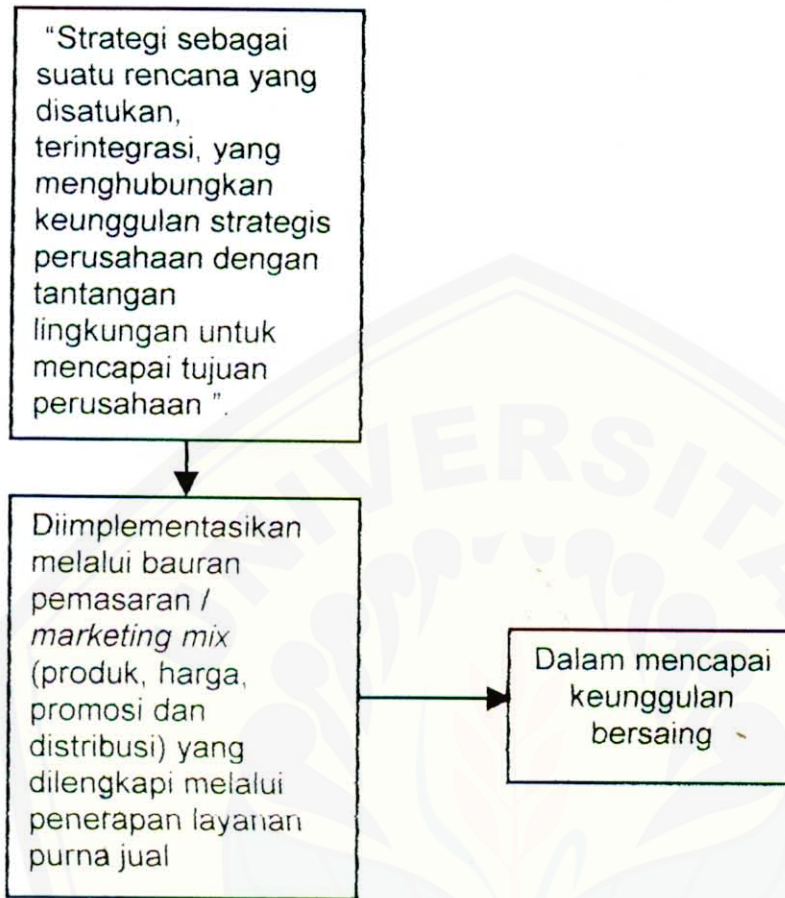 “Strategi sebagai
suatu rencana yang
disatukan,
terintegrasi, yang
menghubungkan
keunggulan strategis
perusahaan dengan
tantangan
lingkungan untuk
mencapai tujuan
perusahaan ”.
Diimplementasikan
melalui bauran
pemasaran /
marketing mix
(produk, harga,
promosi dan
distribusi) yang
dilengkapi melalui
penerapan layanan
purna jual
Dalam mencapai
keunggulan
bersaing
UNIVERSITA